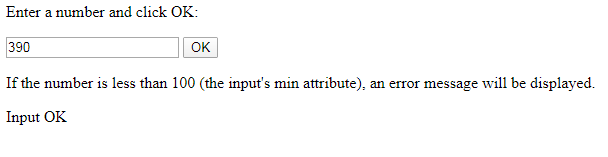 Enter a number and click OK:
390 OK
If the number is less than 100 (the input's min attribute), an error message will be displayed.
Input OK